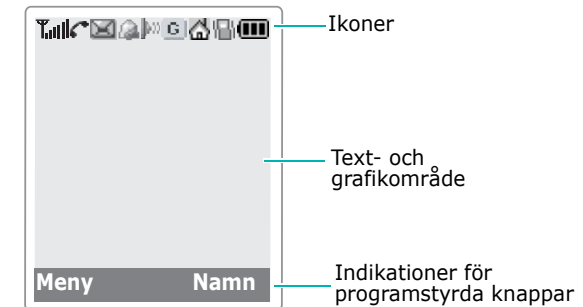 G
Ikoner
Text- och
grafikområde
Meny Namn
Indikationer för
programstyrda knappar